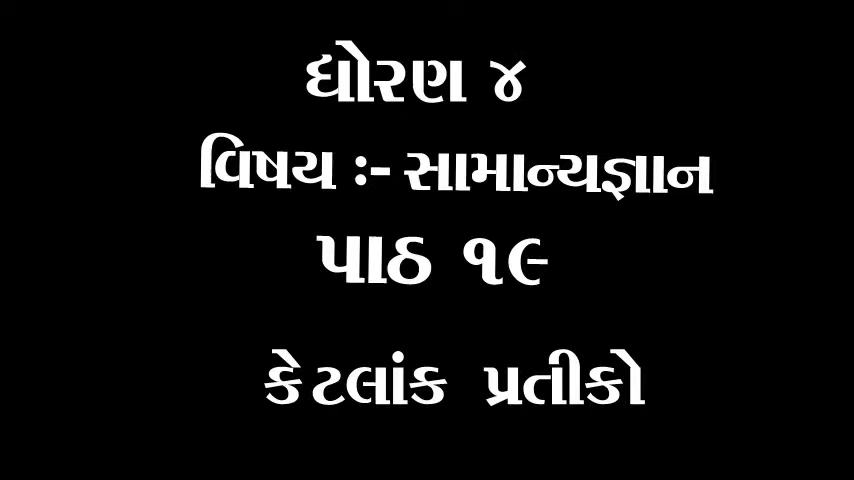 ધોરણ ૪
વિષય :- સામાન્યજ્ઞાન
પાઠ ૧૯
કેટલાંક પ્રતીકો